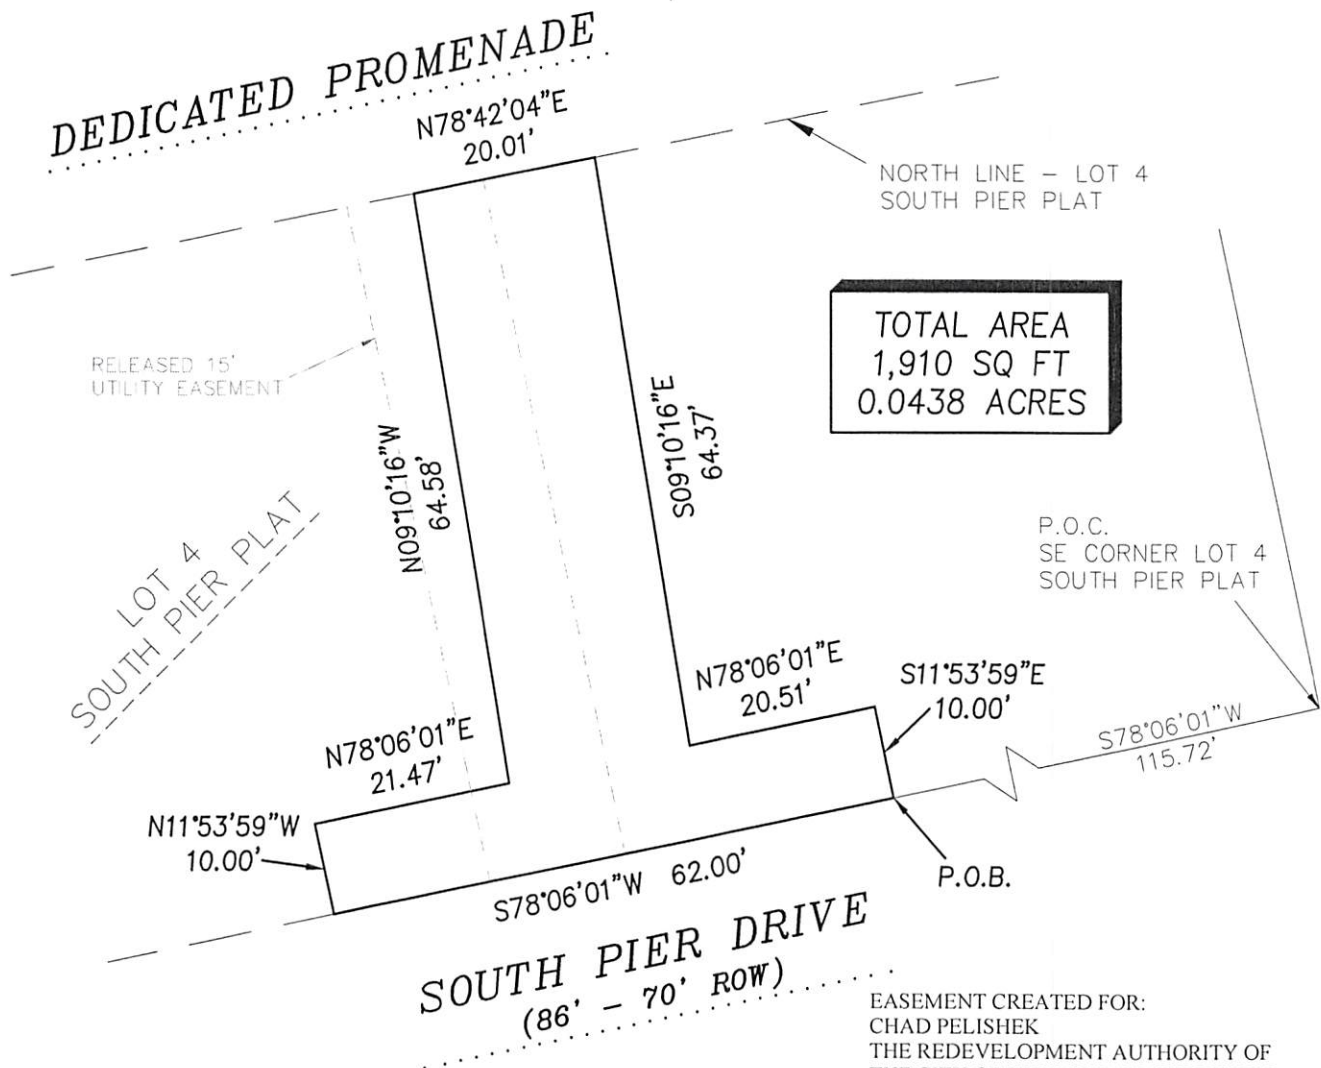 DEDICATED PROMENADE
N78°42'04"E
20.01'
NORTH LINE - LOT 4
SOUTH PIER PLAT
TOTAL AREA
1,910 SQ FT
0.0438 ACRES
RELEASED 15'
UTILITY EASEMENT
N09°10'16"W
64.58'
S09°10'16"E
64.37'
LOT 4
SOUTH PIER PLAT
P.O.C.
SE CORNER LOT 4
SOUTH PIER PLAT
N78°06'01"E
20.51'
S11°53'59"E
10.00'
S78°06'01"W
115.72'
N78°06'01"E
21.47'
N11°53'59"W
10.00'
S78°06'01"W 62.00'
P.O.B.
SOUTH PIER DRIVE
(86' - 70' ROW)
EASEMENT CREATED FOR:
CHAD PELISHEK
THE REDEVELOPMENT AUTHORITY OF